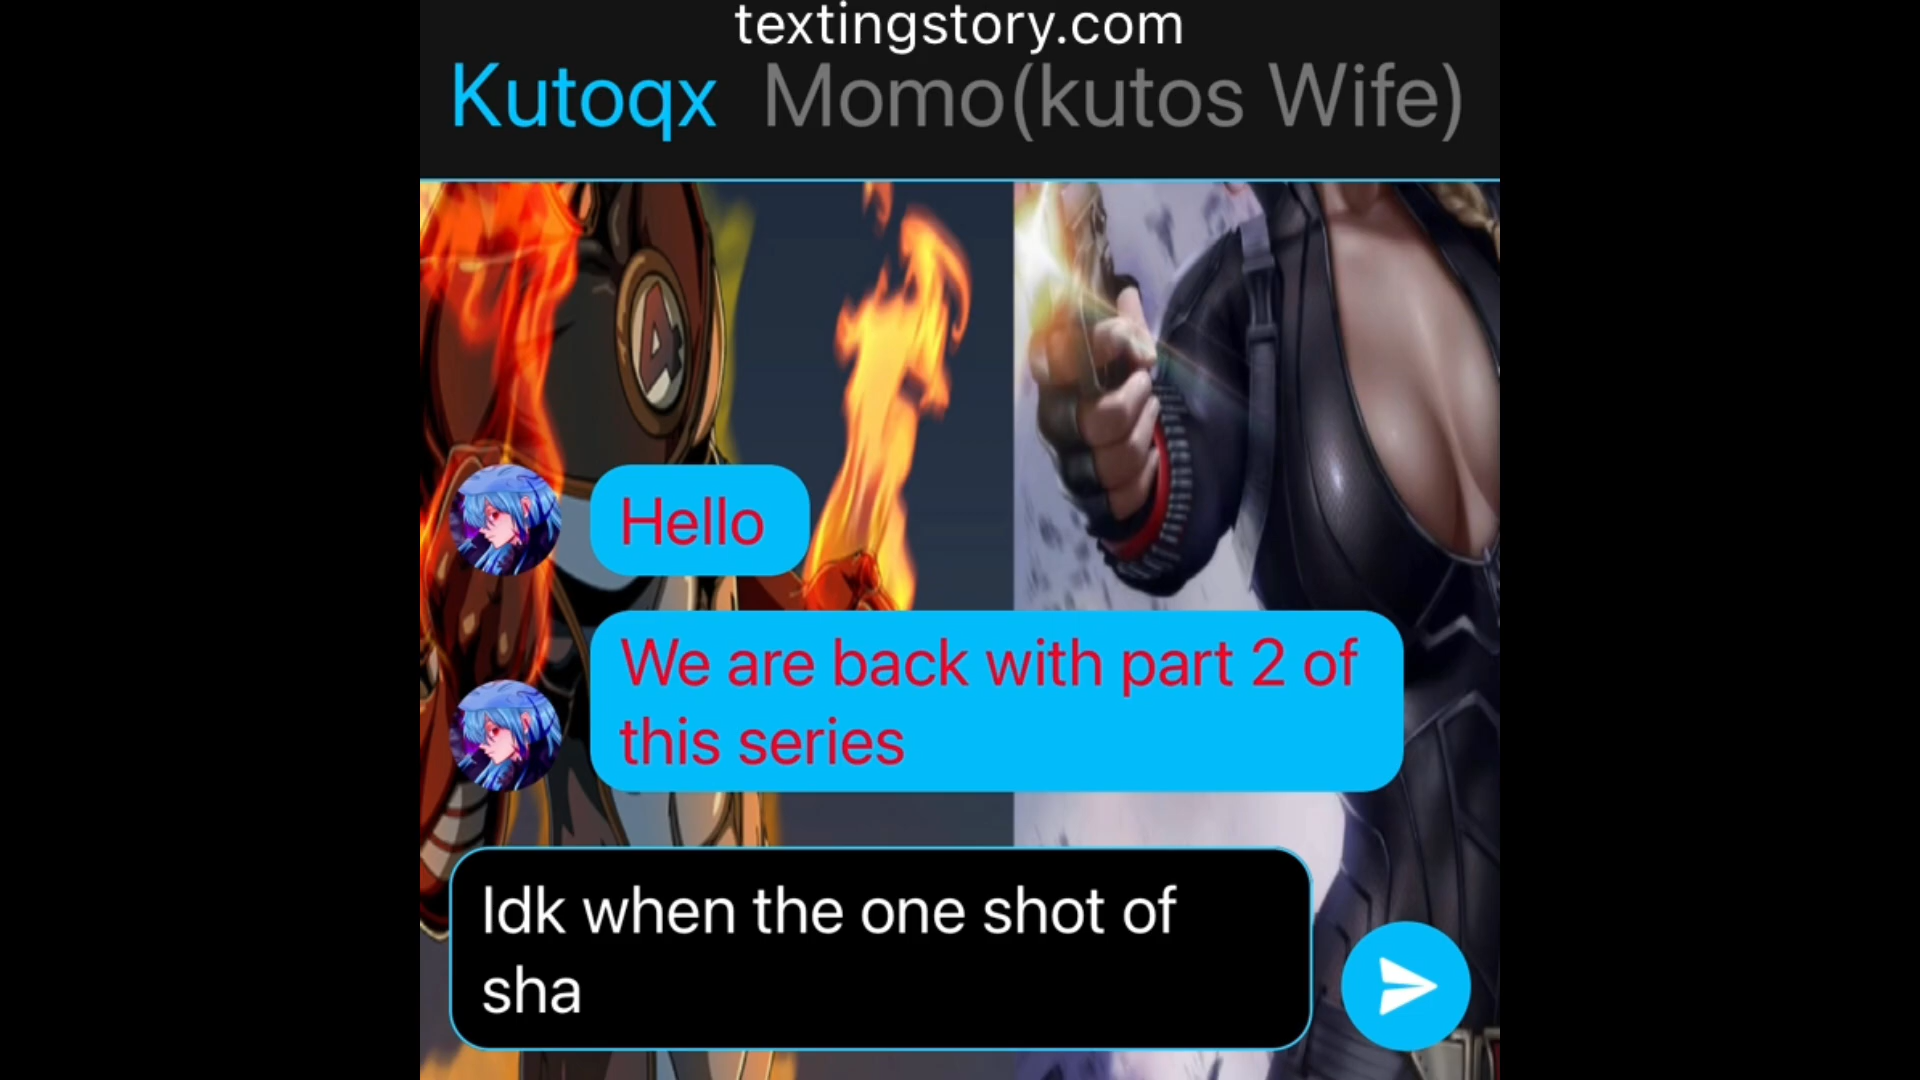 textingstory.com
Kutoqx Momo(kutos Wife)
4
Hello
We are back with part 2 of
this series
Idk when the one shot of
sha